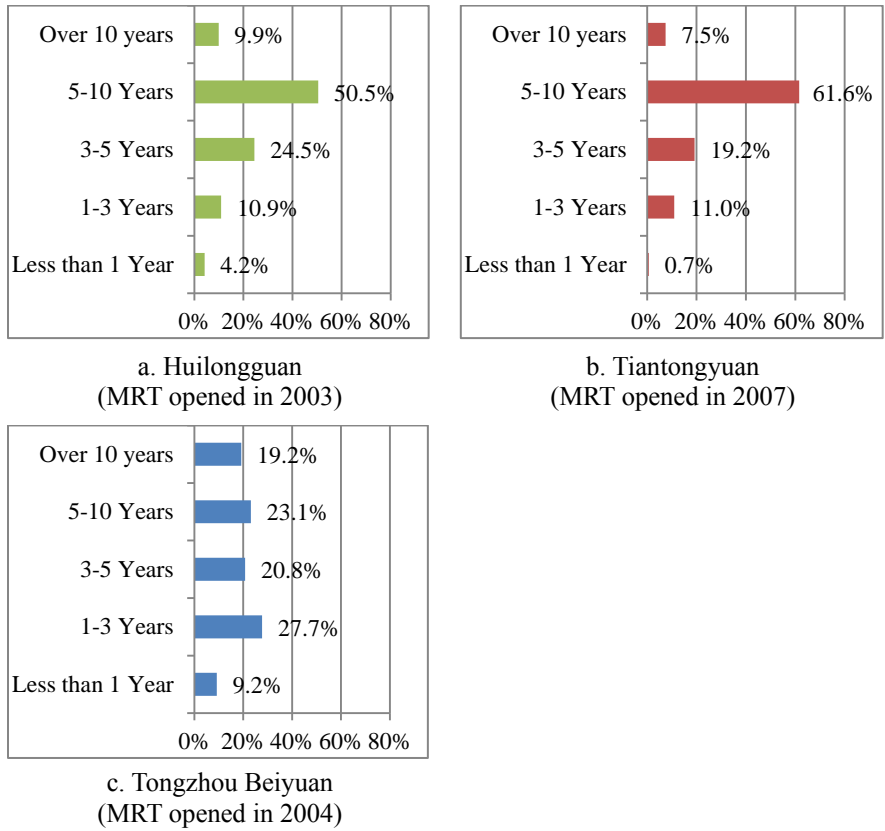 Over 10 years 9.9%
5-10 Years 50.5%
3-5 Years 24.5%
1-3 Years 10.9%
Less than 1 Year 4.2%
0% 20% 40% 60% 80%
a. Huilongguan
(MRT opened in 2003)
Over 10 years 7.5%
5-10 Years 61.6%
3-5 Years 19.2%
1-3 Years 11.0%
Less than 1 Year 0.7%
0% 20% 40% 60% 80%
b. Tiantongyuan
(MRT opened in 2007)
Over 10 years 19.2%
5-10 Years 23.1%
3-5 Years 20.8%
1-3 Years 27.7%
Less than 1 Year 9.2%
0% 20% 40% 60% 80%
c. Tongzhou Beiyuan
(MRT opened in 2004)